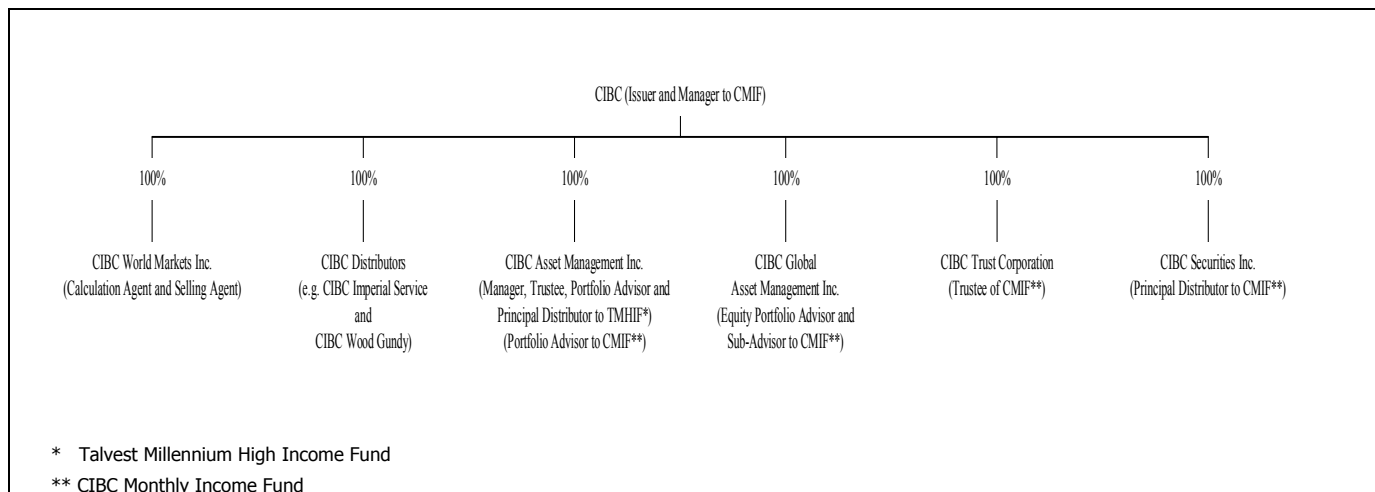 CIBC (Issuer and Manager to CMIF)
100%
100%
100%
100%
100%
100%
CIBC World Markets Inc.
(Calculation Agent and Selling Agent)
CIBC Distributors
(e.g. CIBC Imperial Service
and
CIBC Wood Gundy)
CIBC Asset Management Inc.
(Manager, Trustee, Portfolio Advisor and
Principal Distributor to TMHIF*)
(Portfolio Advisor to CMIF**)
CIBC Global
Asset Management Inc.
(Equity Portfolio Advisor and
Sub-Advisor to CMIF**)
CIBC Trust Corporation
(Trustee of CMIF**)
CIBC Securities Inc.
(Principal Distributor to CMIF**)
* Talvest Millennium High Income Fund
** CIBC Monthly Income Fund